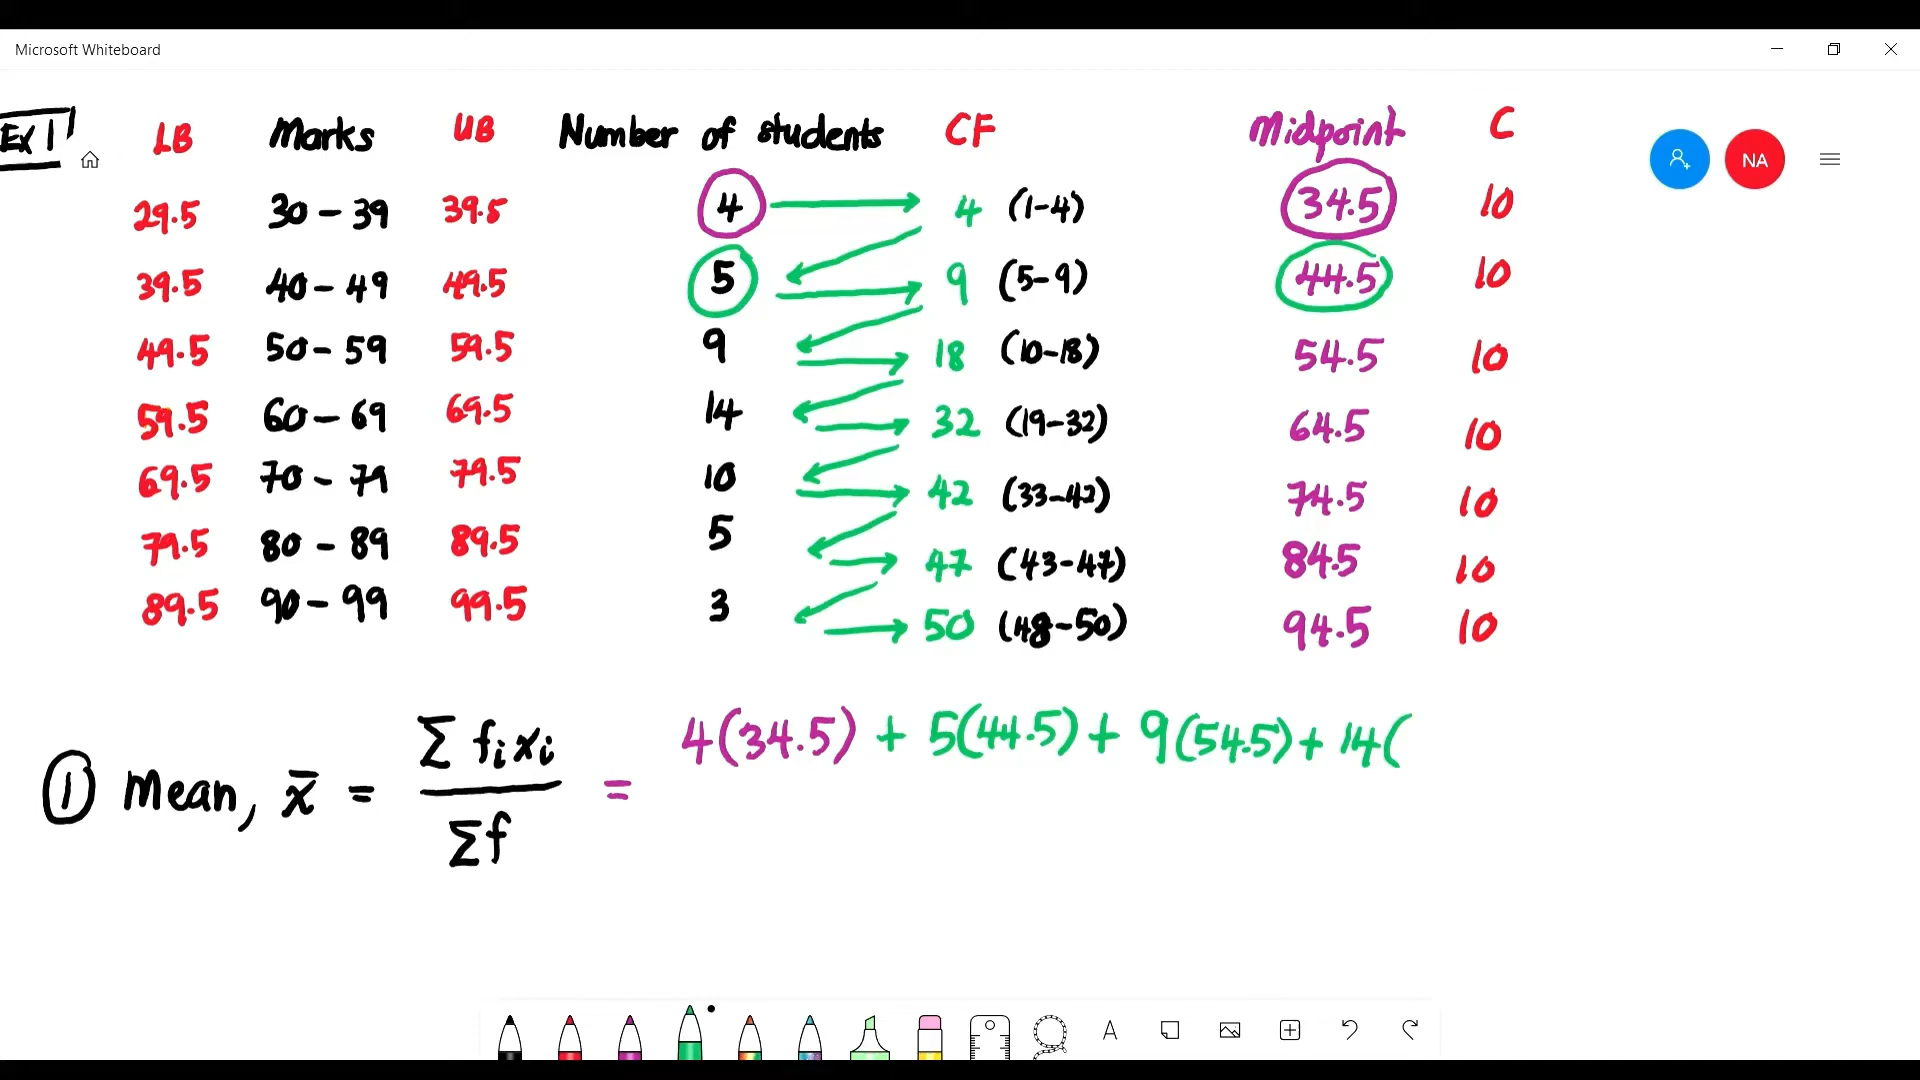 Microsoft Whiteboard
Ex 1 LB Marks UB Number of students CF Midpoint C
NA
29.5 30 - 39 39.5 4 4 (1-4) 34.5 10
39.5 40 - 49 49.5 5 9 (5-9) 44.5 10
49.5 50 - 59 59.5 9 18 (10-18) 54.5 10
59.5 60 - 69 69.5 14 32 (19-32) 64.5 10
69.5 70 - 79 79.5 10 42 (33-42) 74.5 10
79.5 80 - 89 89.5 5 47 (43-47) 84.5 10
89.5 90 - 99 99.5 3 50 (48-50) 94.5 10
① Mean, x̄ = Σ fᵢxᵢ / Σf = 4(34.5) + 5(44.5) + 9(54.5) + 14(
A